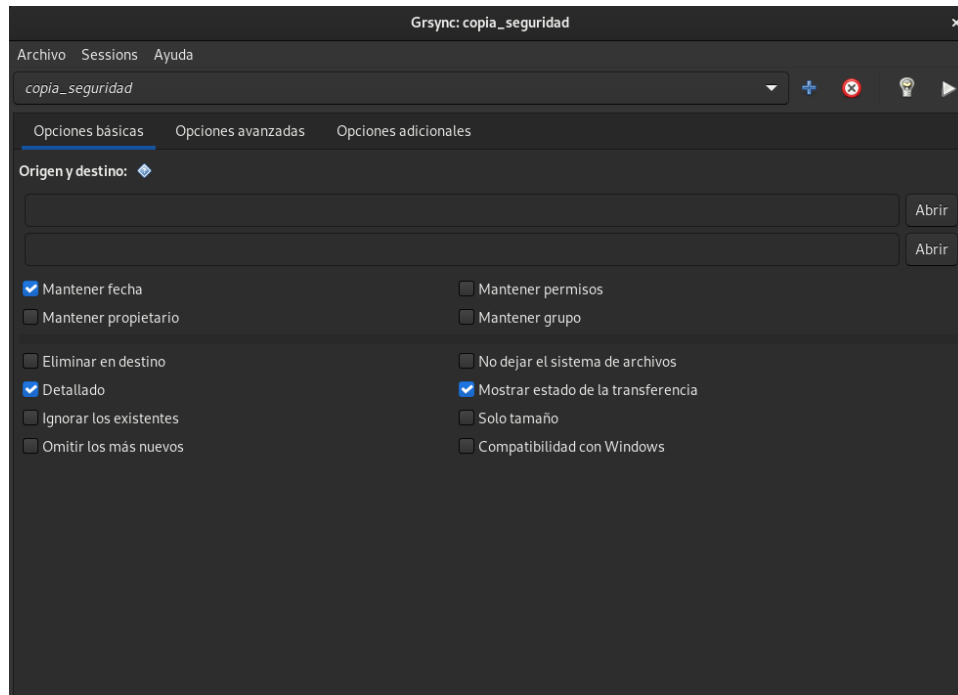 Grsync: copia_seguridad
Archivo Sessions Ayuda
copia_seguridad
Opciones básicas Opciones avanzadas Opciones adicionales
Origen y destino:
Abrir
Abrir
Mantener fecha Mantener permisos
Mantener propietario Mantener grupo
Eliminar en destino No dejar el sistema de archivos
Detallado Mostrar estado de la transferencia
Ignorar los existentes Solo tamaño
Omitir los más nuevos Compatibilidad con Windows